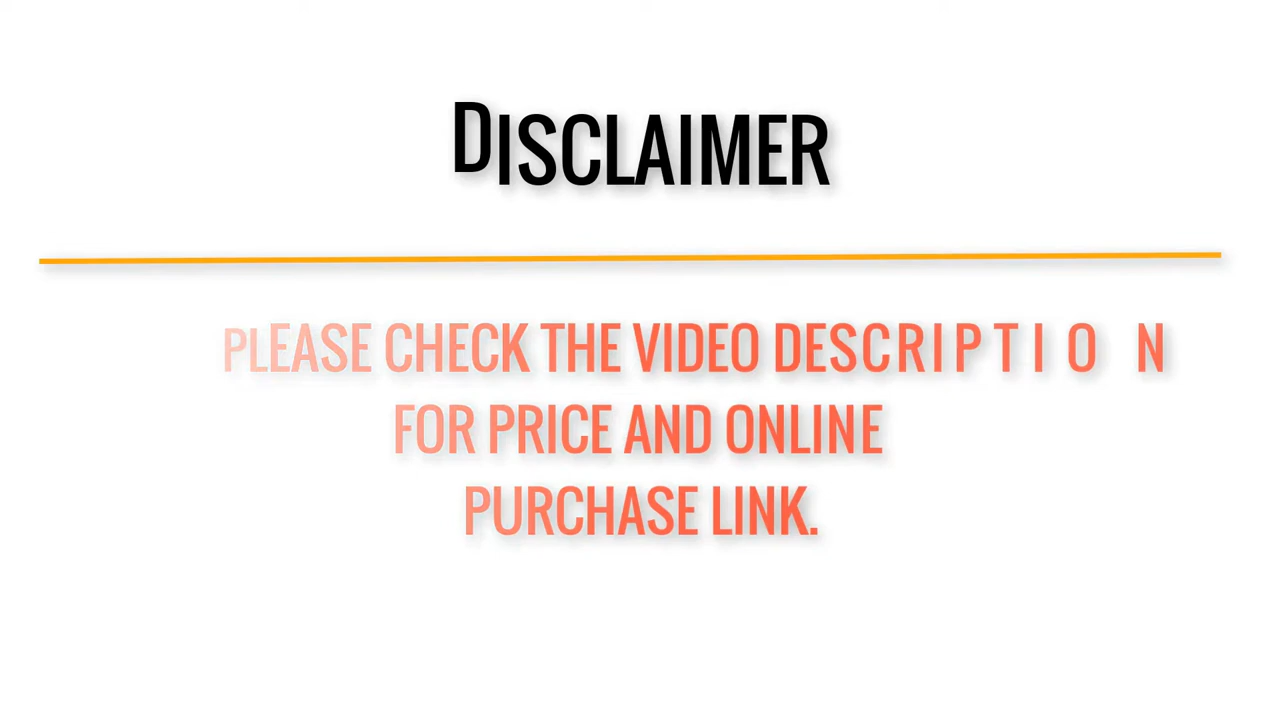 DISCLAIMER
PLEASE CHECK THE VIDEO DESCRIPTION
FOR PRICE AND ONLINE
PURCHASE LINK.